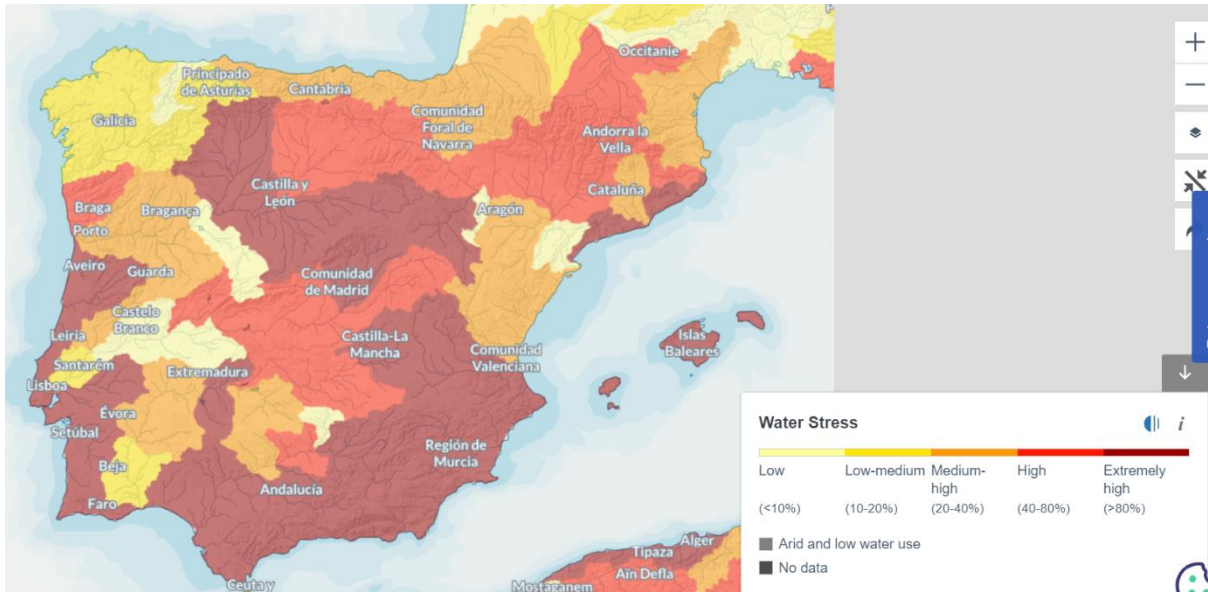 Occitanie
Principado
de Asturias
Cantabria
Galicia
Comunidad
Foral de
Navarra
Andorra la
Vella
Castilla y
León
Cataluña
Braga
Bragança
Aragón
Porto
Aveiro
Guarda
Comunidad
de Madrid
Castelo
Branco
Leiria
Castilla-La
Mancha
Islas
Baleares
Comunidad
Valenciana
Santarém
Extremadura
Lisboa
Évora
Setúbal
Región de
Murcia
Beja
Andalucía
Faro
Alger
Tipaza
Aïn Defla
Ceuta y
Mostaganem
Water Stress
i
Low Low-medium Medium-high High Extremely high
(<10%) (10-20%) (20-40%) (40-80%) (>80%)
Arid and low water use
No data